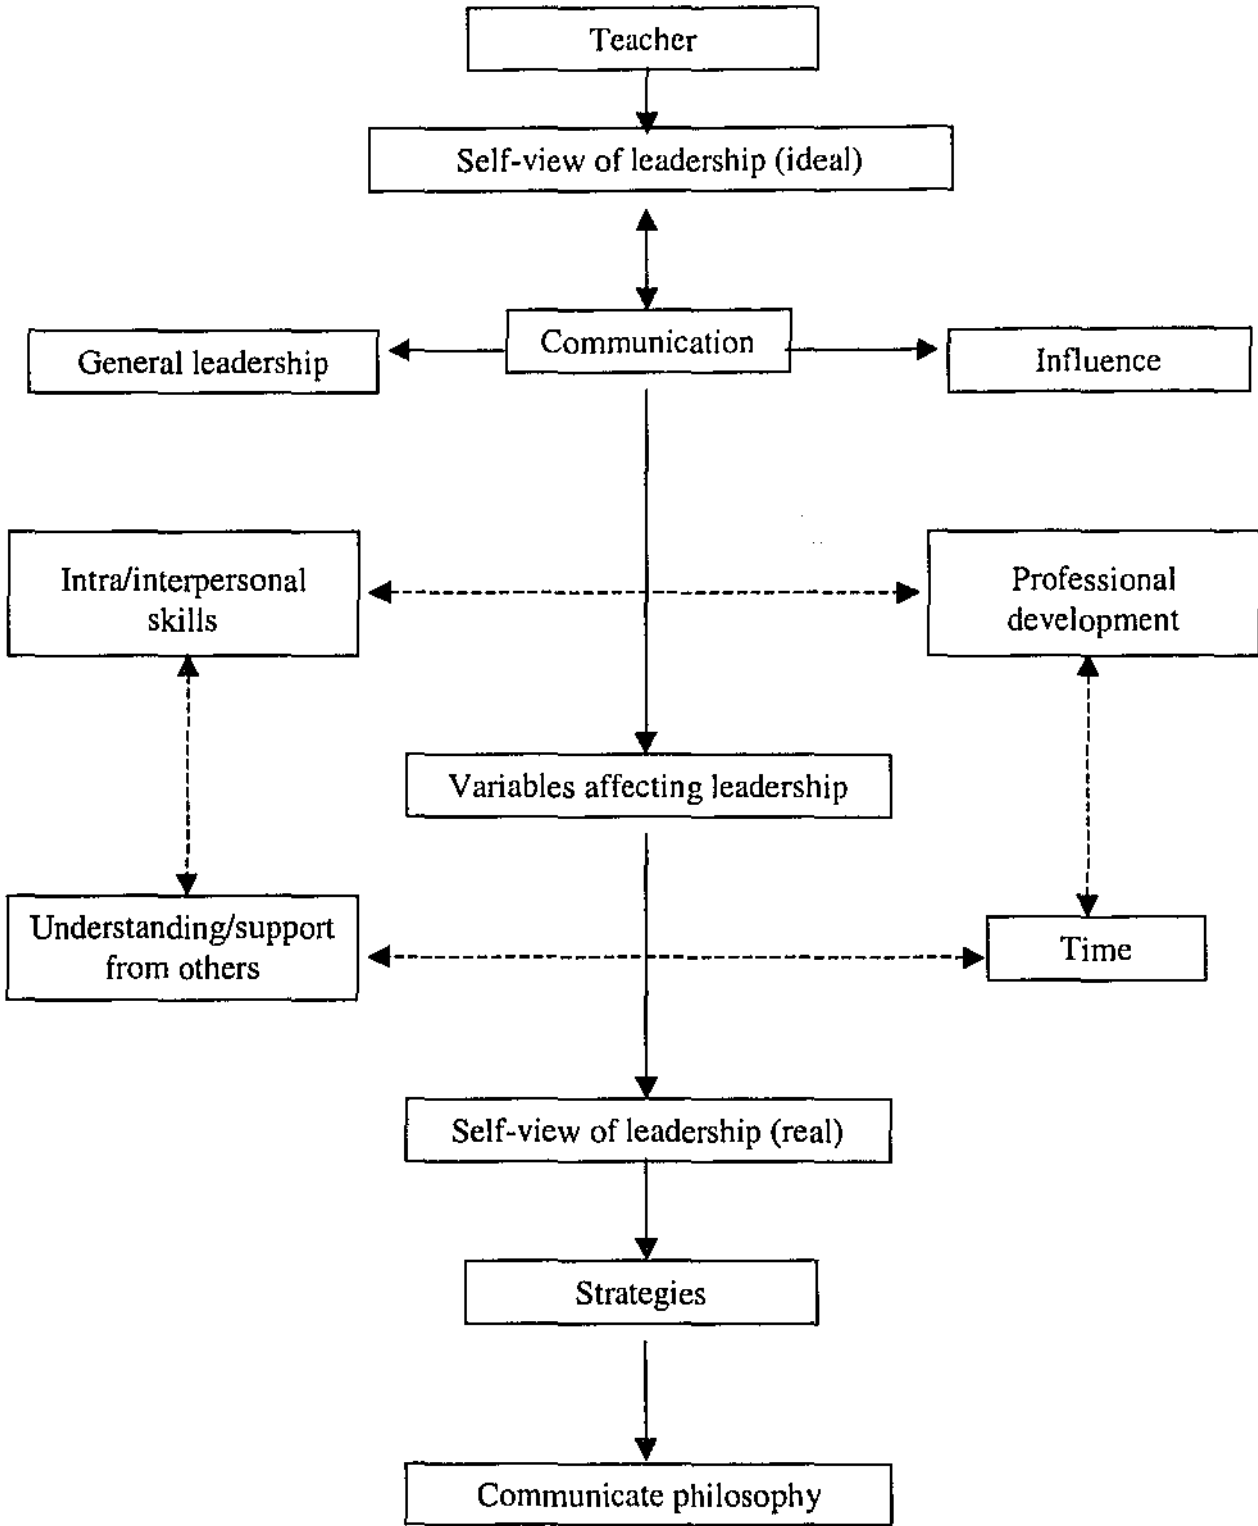 Teacher
Self-view of leadership (ideal)
Communication
General leadership
Influence
Intra/interpersonal
skills
Professional
development
Variables affecting leadership
Understanding/support
from others
Time
Self-view of leadership (real)
Strategies
Communicate philosophy